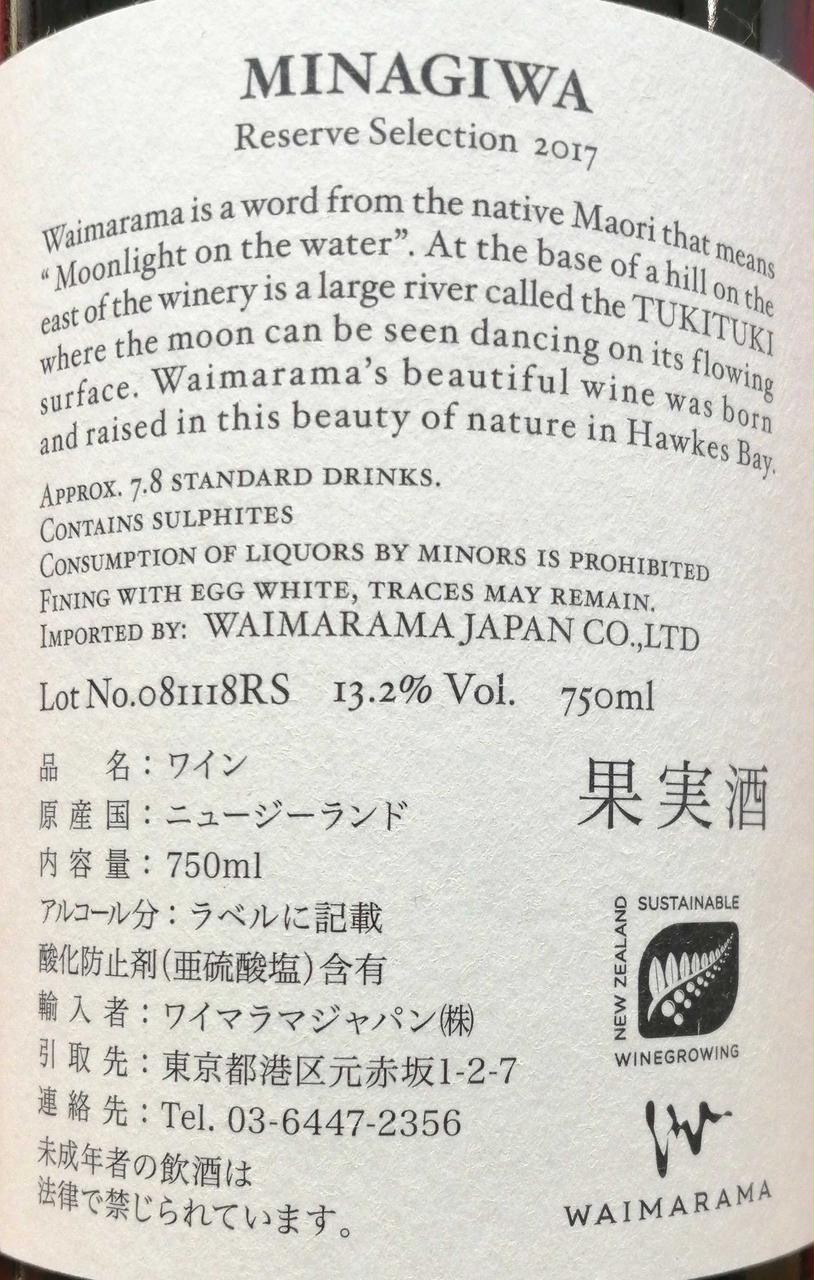 MINAGIWA
Reserve Selection 2017
Waimarama is a word from the native Maori that means
“Moonlight on the water”. At the base of a hill on the
east of the winery is a large river called the TUKITUKI
where the moon can be seen dancing on its flowing
surface. Waimarama’s beautiful wine was born
and raised in this beauty of nature in Hawkes Bay.
APPROX. 7.8 STANDARD DRINKS.
CONTAINS SULPHITES
CONSUMPTION OF LIQUORS BY MINORS IS PROHIBITED
FINING WITH EGG WHITE, TRACES MAY REMAIN.
IMPORTED BY: WAIMARAMA JAPAN CO.,LTD
Lot No.081118RS 13.2% Vol. 750ml
品名：ワイン
原産国：ニュージーランド
内容量：750ml
アルコール分：ラベルに記載
酸化防止剤(亜硫酸塩)含有
輸入者：ワイマラマジャパン㈱
引取先：東京都港区元赤坂1-2-7
連絡先：Tel. 03-6447-2356
未成年者の飲酒は
法律で禁じられています。
果実酒
NEW ZEALAND
SUSTAINABLE
WINEGROWING
WAIMARAMA